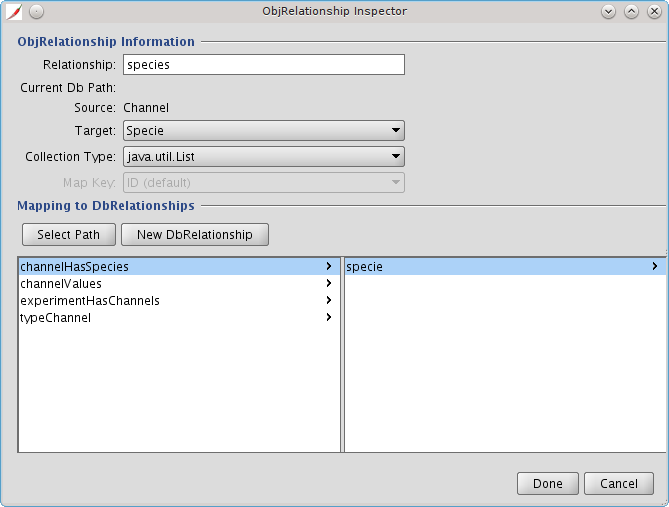 ObjRelationship Inspector
ObjRelationship Information
Relationship: species
Current Db Path:
Source: Channel
Target: Specie
Collection Type: java.util.List
Map Key: ID (default)
Mapping to DbRelationships
Select Path New DbRelationship
channelHasSpecies specie
channelValues
experimentHasChannels
typeChannel
Done Cancel